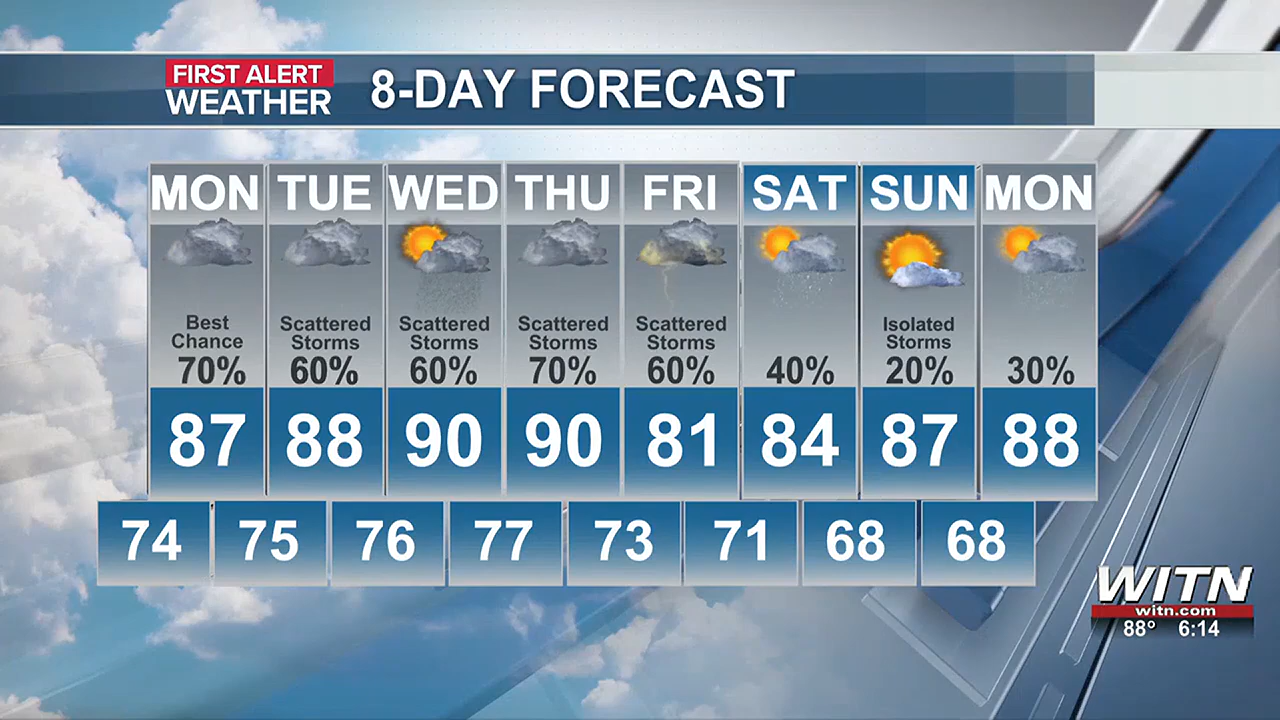 FIRST ALERT
WEATHER
8-DAY FORECAST
MON TUE WED THU FRI SAT SUN MON
Best Chance 70%
Scattered Storms 60%
Scattered Storms 60%
Scattered Storms 70%
Scattered Storms 60%
40%
Isolated Storms 20%
30%
87 88 90 90 81 84 87 88
74 75 76 77 73 71 68 68
WITN
witn.com
88° 6:14